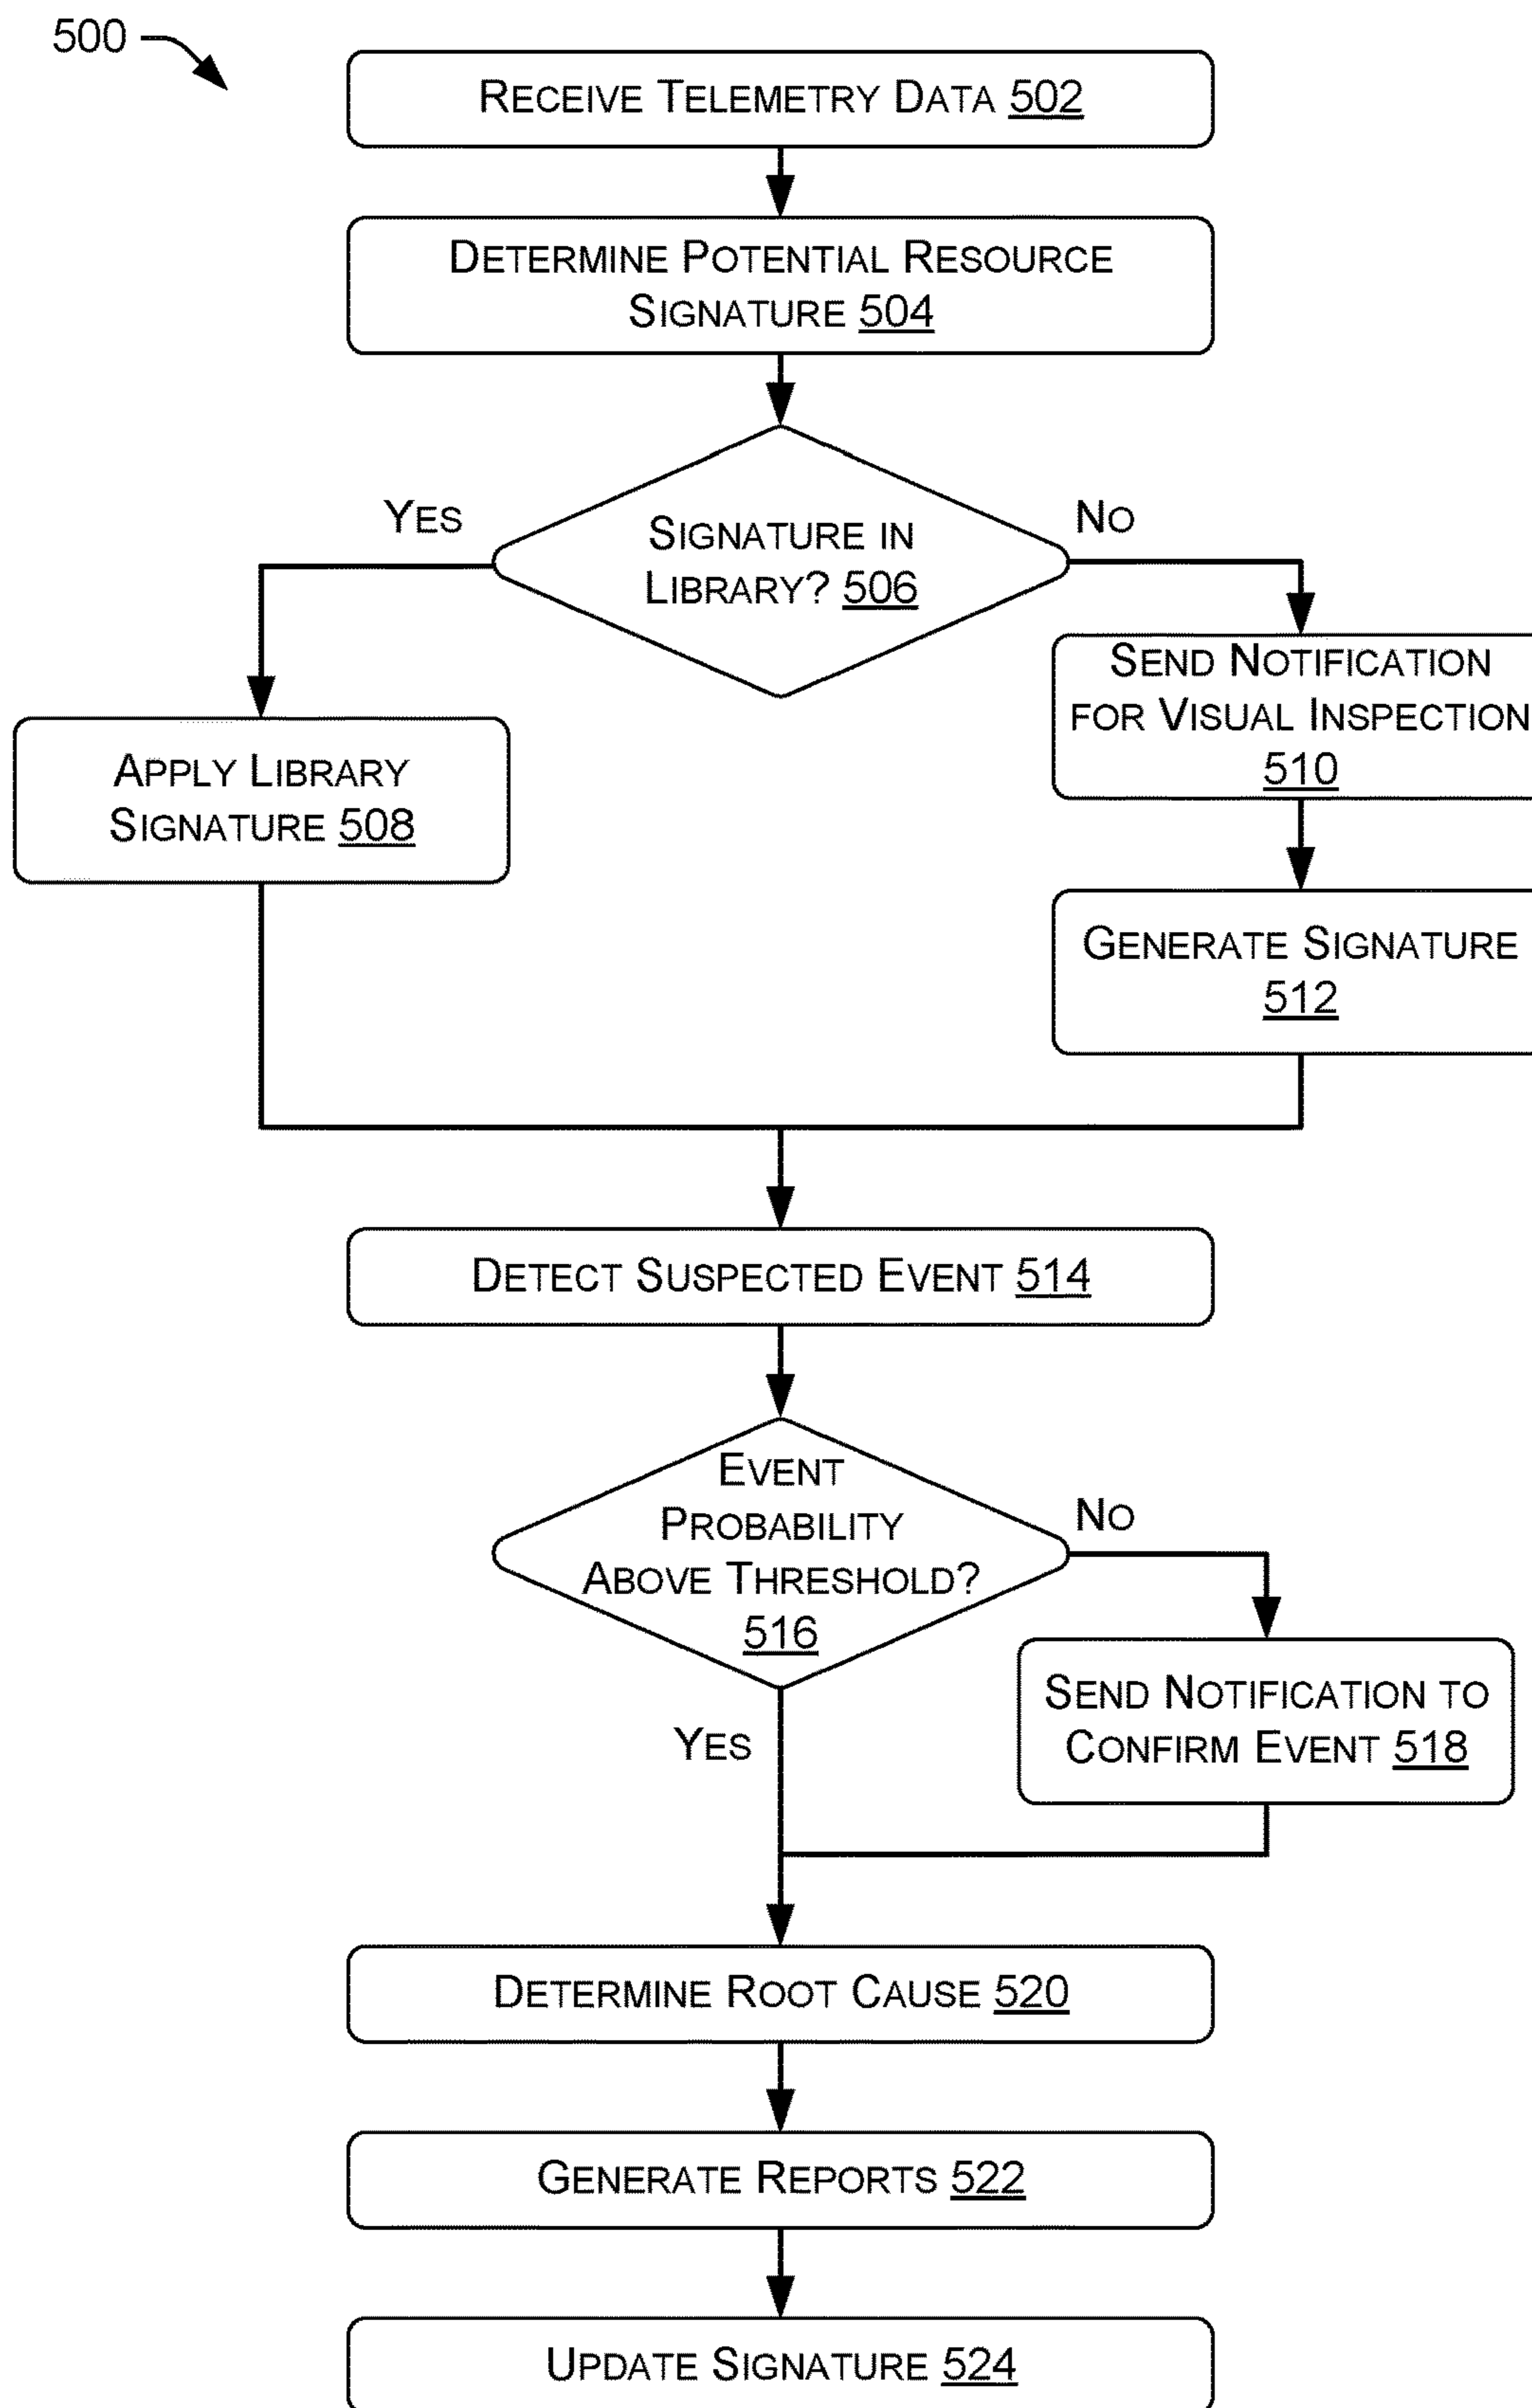 500
RECEIVE TELEMETRY DATA 502
DETERMINE POTENTIAL RESOURCE
SIGNATURE 504
YES
NO
SIGNATURE IN
LIBRARY? 506
SEND NOTIFICATION
FOR VISUAL INSPECTION
510
APPLY LIBRARY
SIGNATURE 508
GENERATE SIGNATURE
512
DETECT SUSPECTED EVENT 514
EVENT
PROBABILITY
ABOVE THRESHOLD?
516
NO
YES
SEND NOTIFICATION TO
CONFIRM EVENT 518
DETERMINE ROOT CAUSE 520
GENERATE REPORTS 522
UPDATE SIGNATURE 524